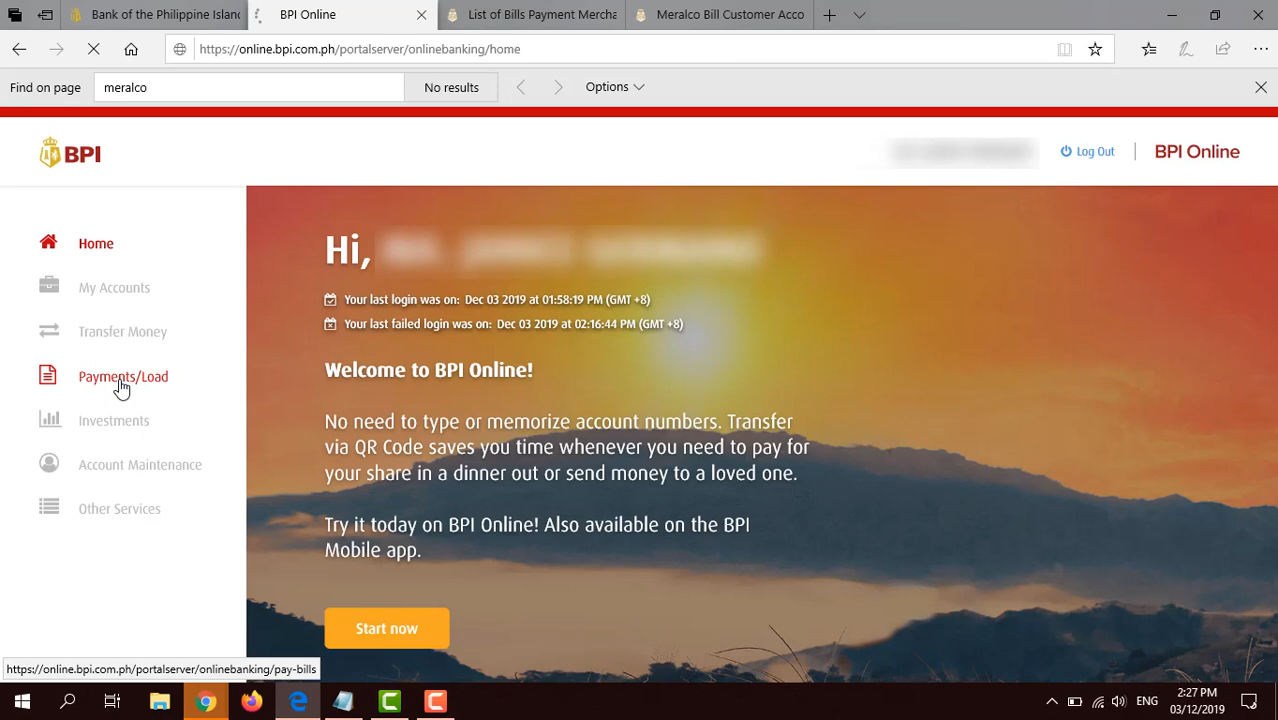 Bank of the Philippine Island
BPI Online
List of Bills Payment Mercha
Meralco Bill Customer Acco
https://online.bpi.com.ph/portalserver/onlinebanking/home
Find on page
meralco
No results
Options
BPI
Log Out
BPI Online
Home
My Accounts
Transfer Money
Payments/Load
Investments
Account Maintenance
Other Services
Hi,
Your last login was on: Dec 03 2019 at 01:58:19 PM (GMT +8)
Your last failed login was on: Dec 03 2019 at 02:16:44 PM (GMT +8)
Welcome to BPI Online!
No need to type or memorize account numbers. Transfer
via QR Code saves you time whenever you need to pay for
your share in a dinner out or send money to a loved one.
Try it today on BPI Online! Also available on the BPI
Mobile app.
Start now
https://online.bpi.com.ph/portalserver/onlinebanking/pay-bills
ENG
2:27 PM
03/12/2019